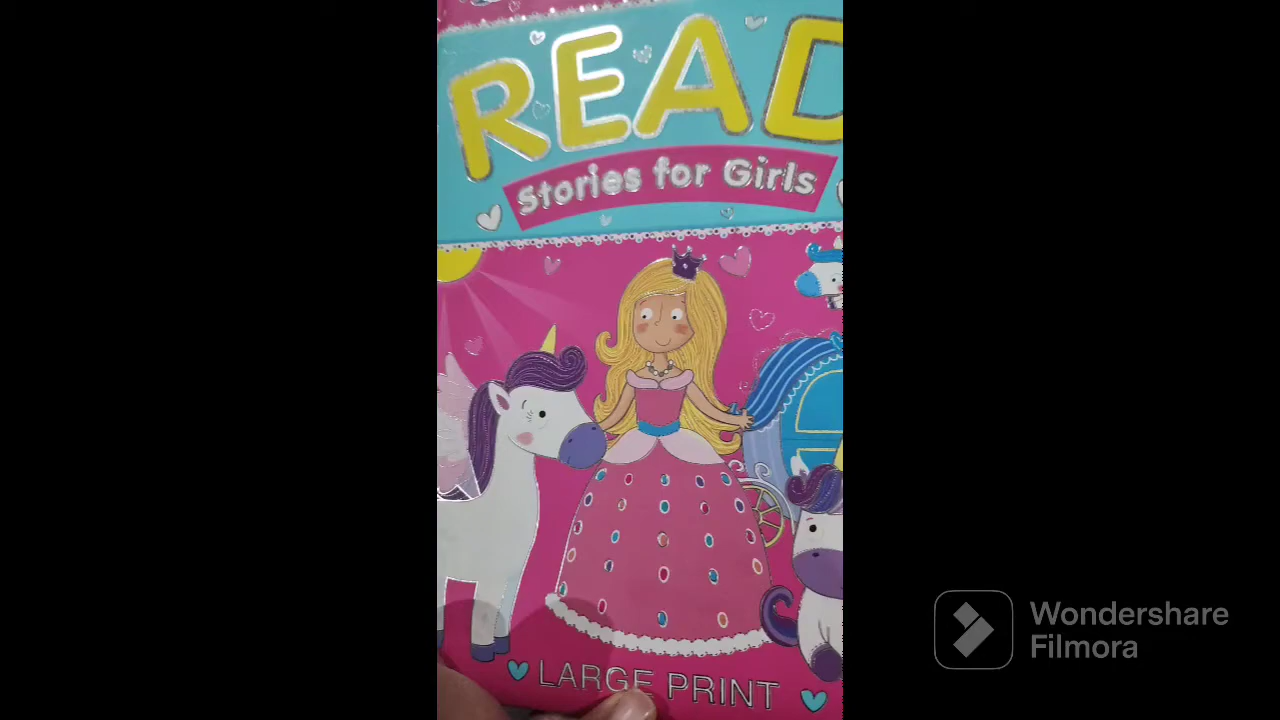 READ
Stories for Girls
LARGE PRINT
Wondershare
Filmora